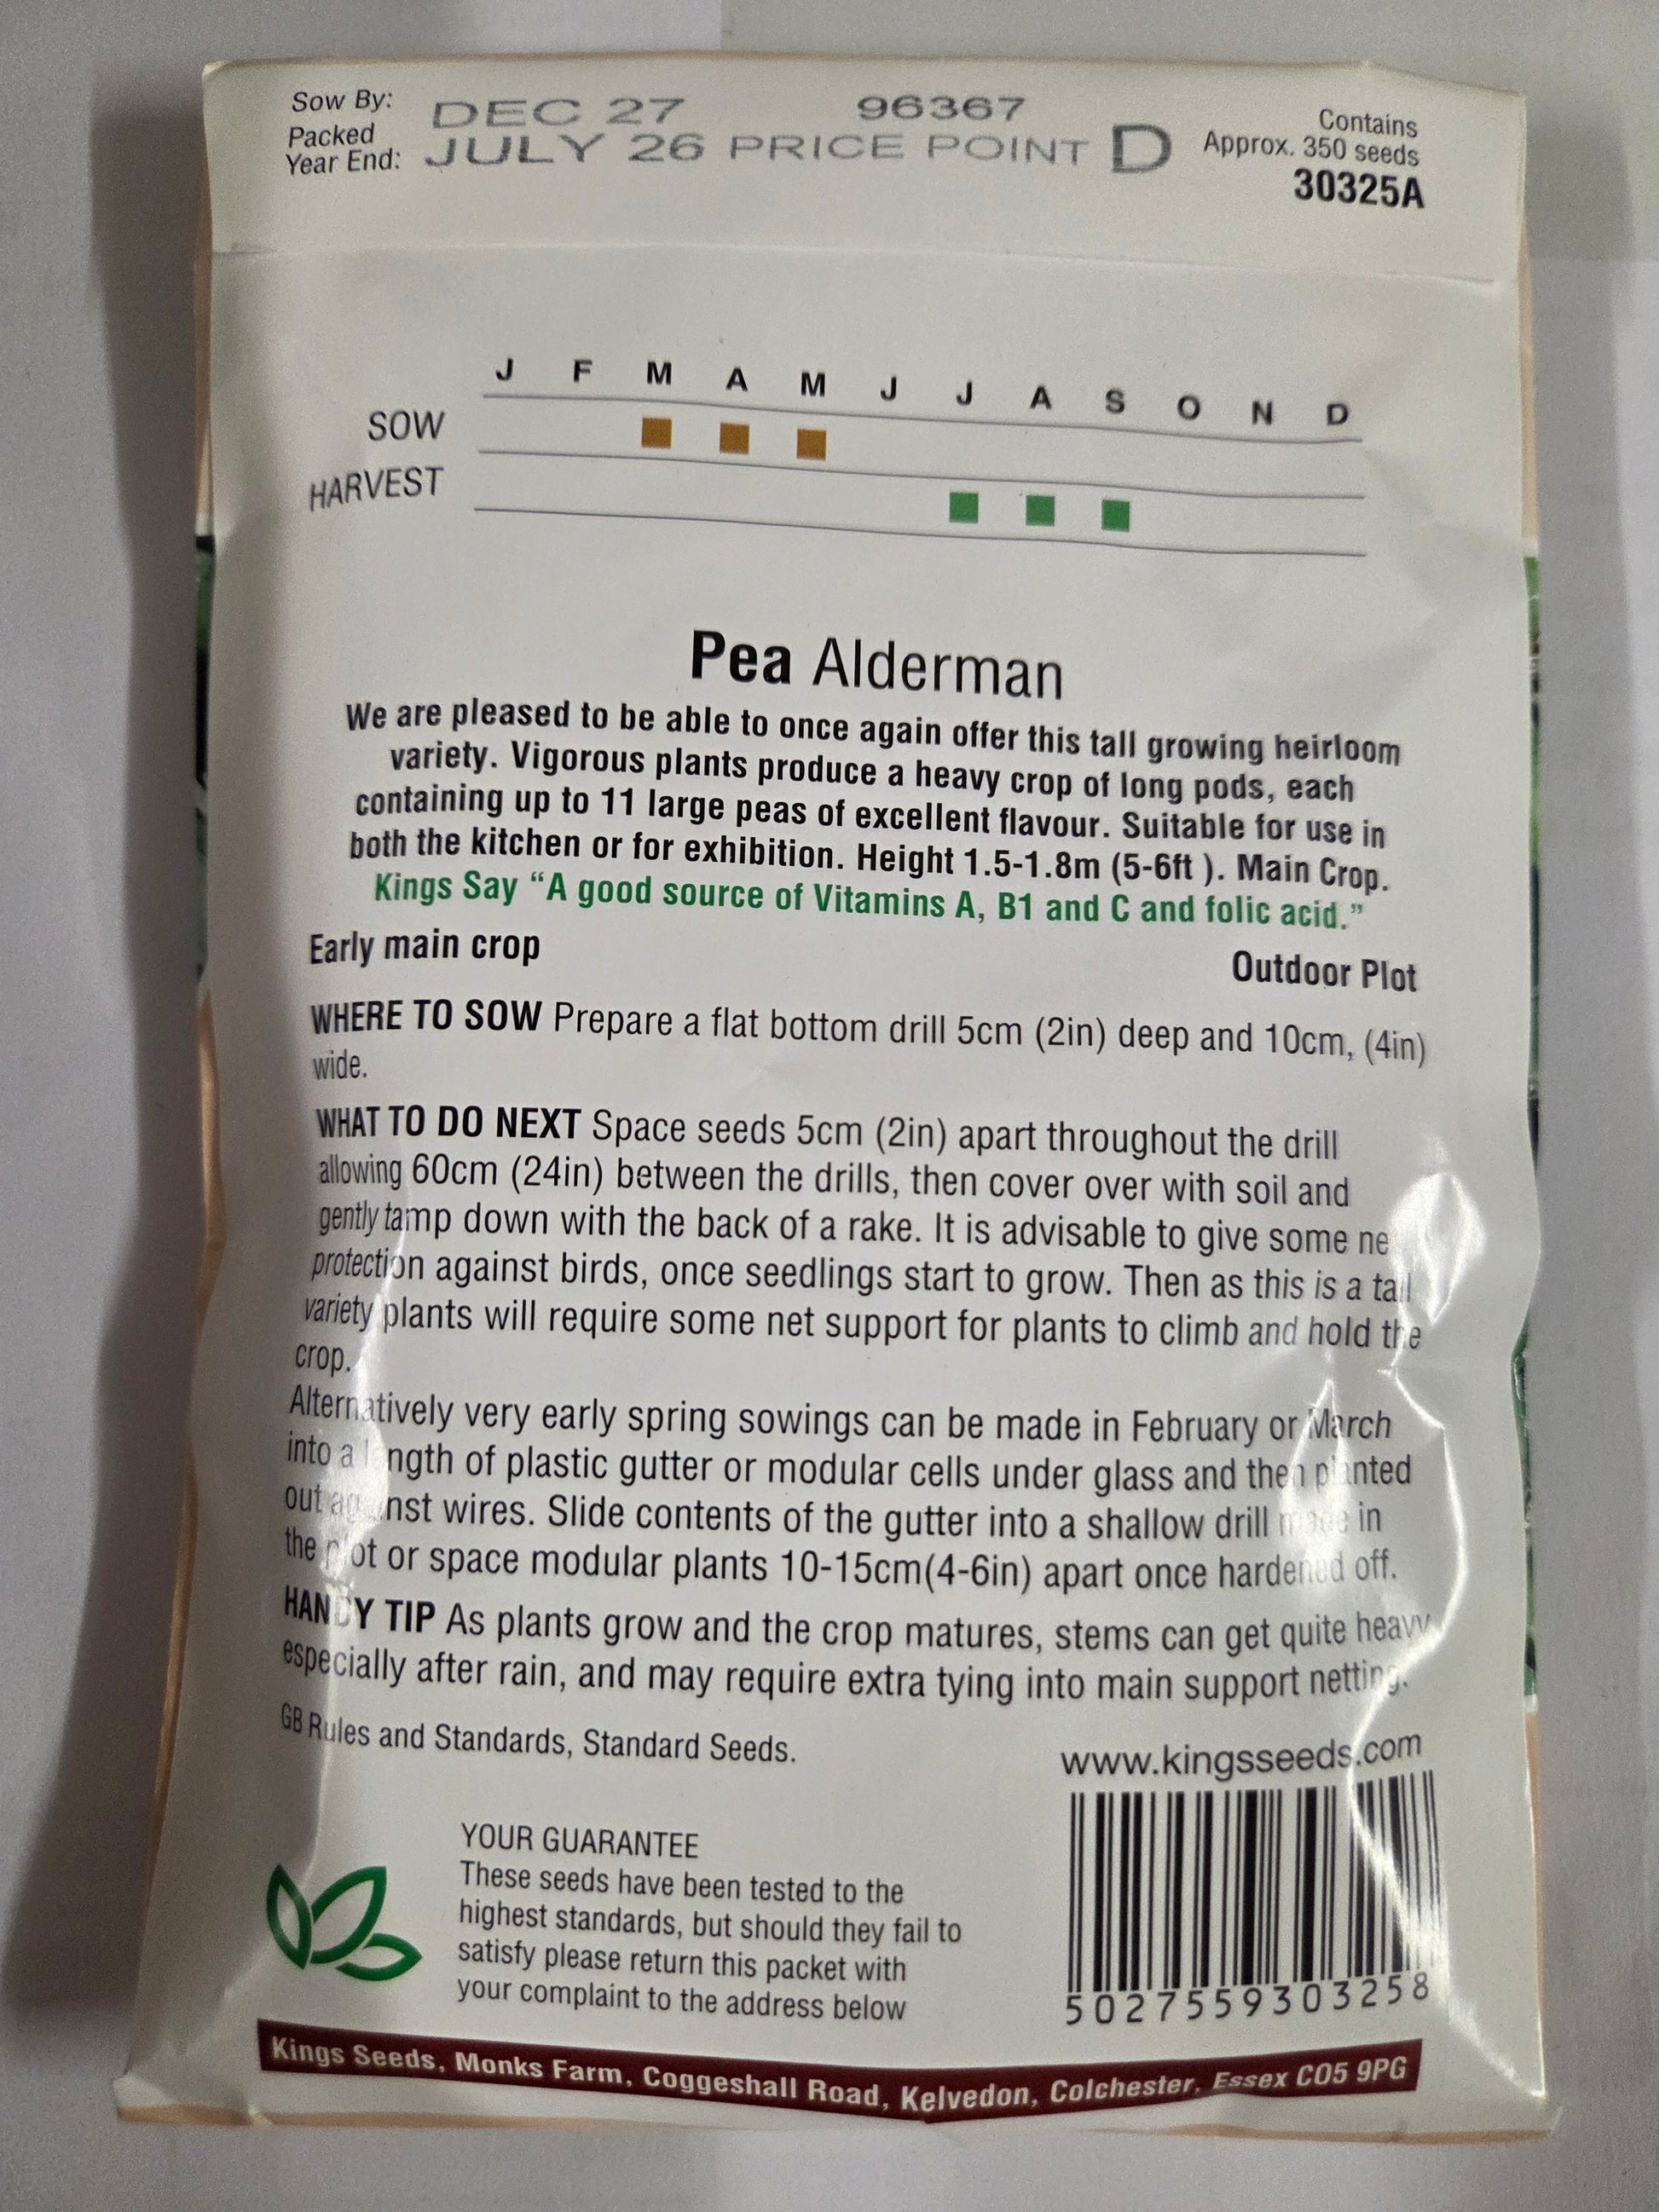 Sow By: DEC 27 96367
Packed
Year End: JULY 26 PRICE POINT D
Contains
Approx. 350 seeds
30325A
J F M A M J J A S O N D
SOW
HARVEST
Pea Alderman
We are pleased to be able to once again offer this tall growing heirloom
variety. Vigorous plants produce a heavy crop of long pods, each
containing up to 11 large peas of excellent flavour. Suitable for use in
both the kitchen or for exhibition. Height 1.5-1.8m (5-6ft ). Main Crop.
Kings Say “A good source of Vitamins A, B1 and C and folic acid.”
Early main crop
Outdoor Plot
WHERE TO SOW Prepare a flat bottom drill 5cm (2in) deep and 10cm, (4in)
wide.
WHAT TO DO NEXT Space seeds 5cm (2in) apart throughout the drill
allowing 60cm (24in) between the drills, then cover over with soil and
gently tamp down with the back of a rake. It is advisable to give some ne
protection against birds, once seedlings start to grow. Then as this is a tall
variety plants will require some net support for plants to climb and hold the
crop.
Alternatively very early spring sowings can be made in February or March
into a length of plastic gutter or modular cells under glass and then planted
out against wires. Slide contents of the gutter into a shallow drill made in
the plot or space modular plants 10-15cm(4-6in) apart once hardened off.
HANDY TIP As plants grow and the crop matures, stems can get quite heavy
especially after rain, and may require extra tying into main support netting.
GB Rules and Standards, Standard Seeds.
www.kingsseeds.com
YOUR GUARANTEE
These seeds have been tested to the
highest standards, but should they fail to
satisfy please return this packet with
your complaint to the address below
5027559303258
Kings Seeds, Monks Farm, Coggeshall Road, Kelvedon, Colchester, Essex CO5 9PG